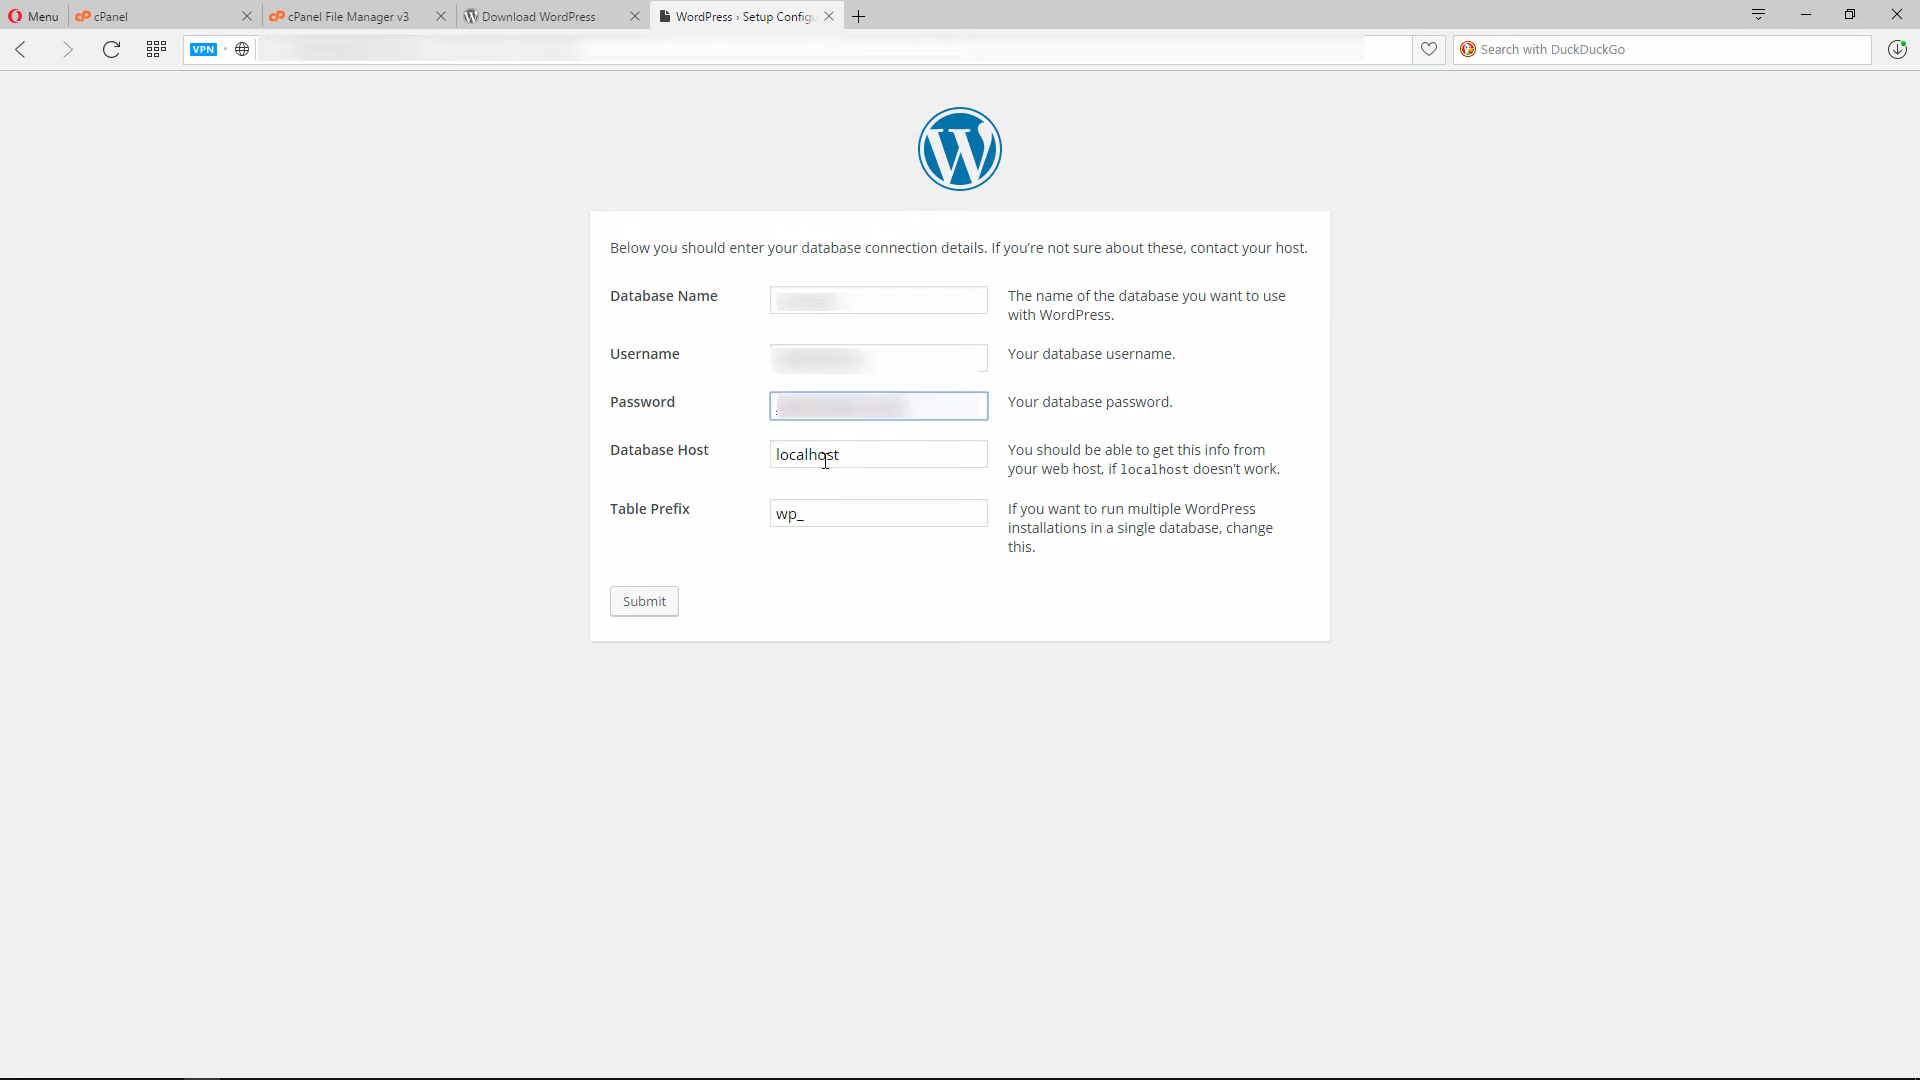 Menu
cPanel
cPanel File Manager v3
Download WordPress
WordPress › Setup Configu
VPN
Search with DuckDuckGo
Below you should enter your database connection details. If you’re not sure about these, contact your host.
Database Name
The name of the database you want to use
with WordPress.
Username
Your database username.
Password
Your database password.
Database Host
localhost
You should be able to get this info from
your web host, if localhost doesn’t work.
Table Prefix
wp_
If you want to run multiple WordPress
installations in a single database, change
this.
Submit